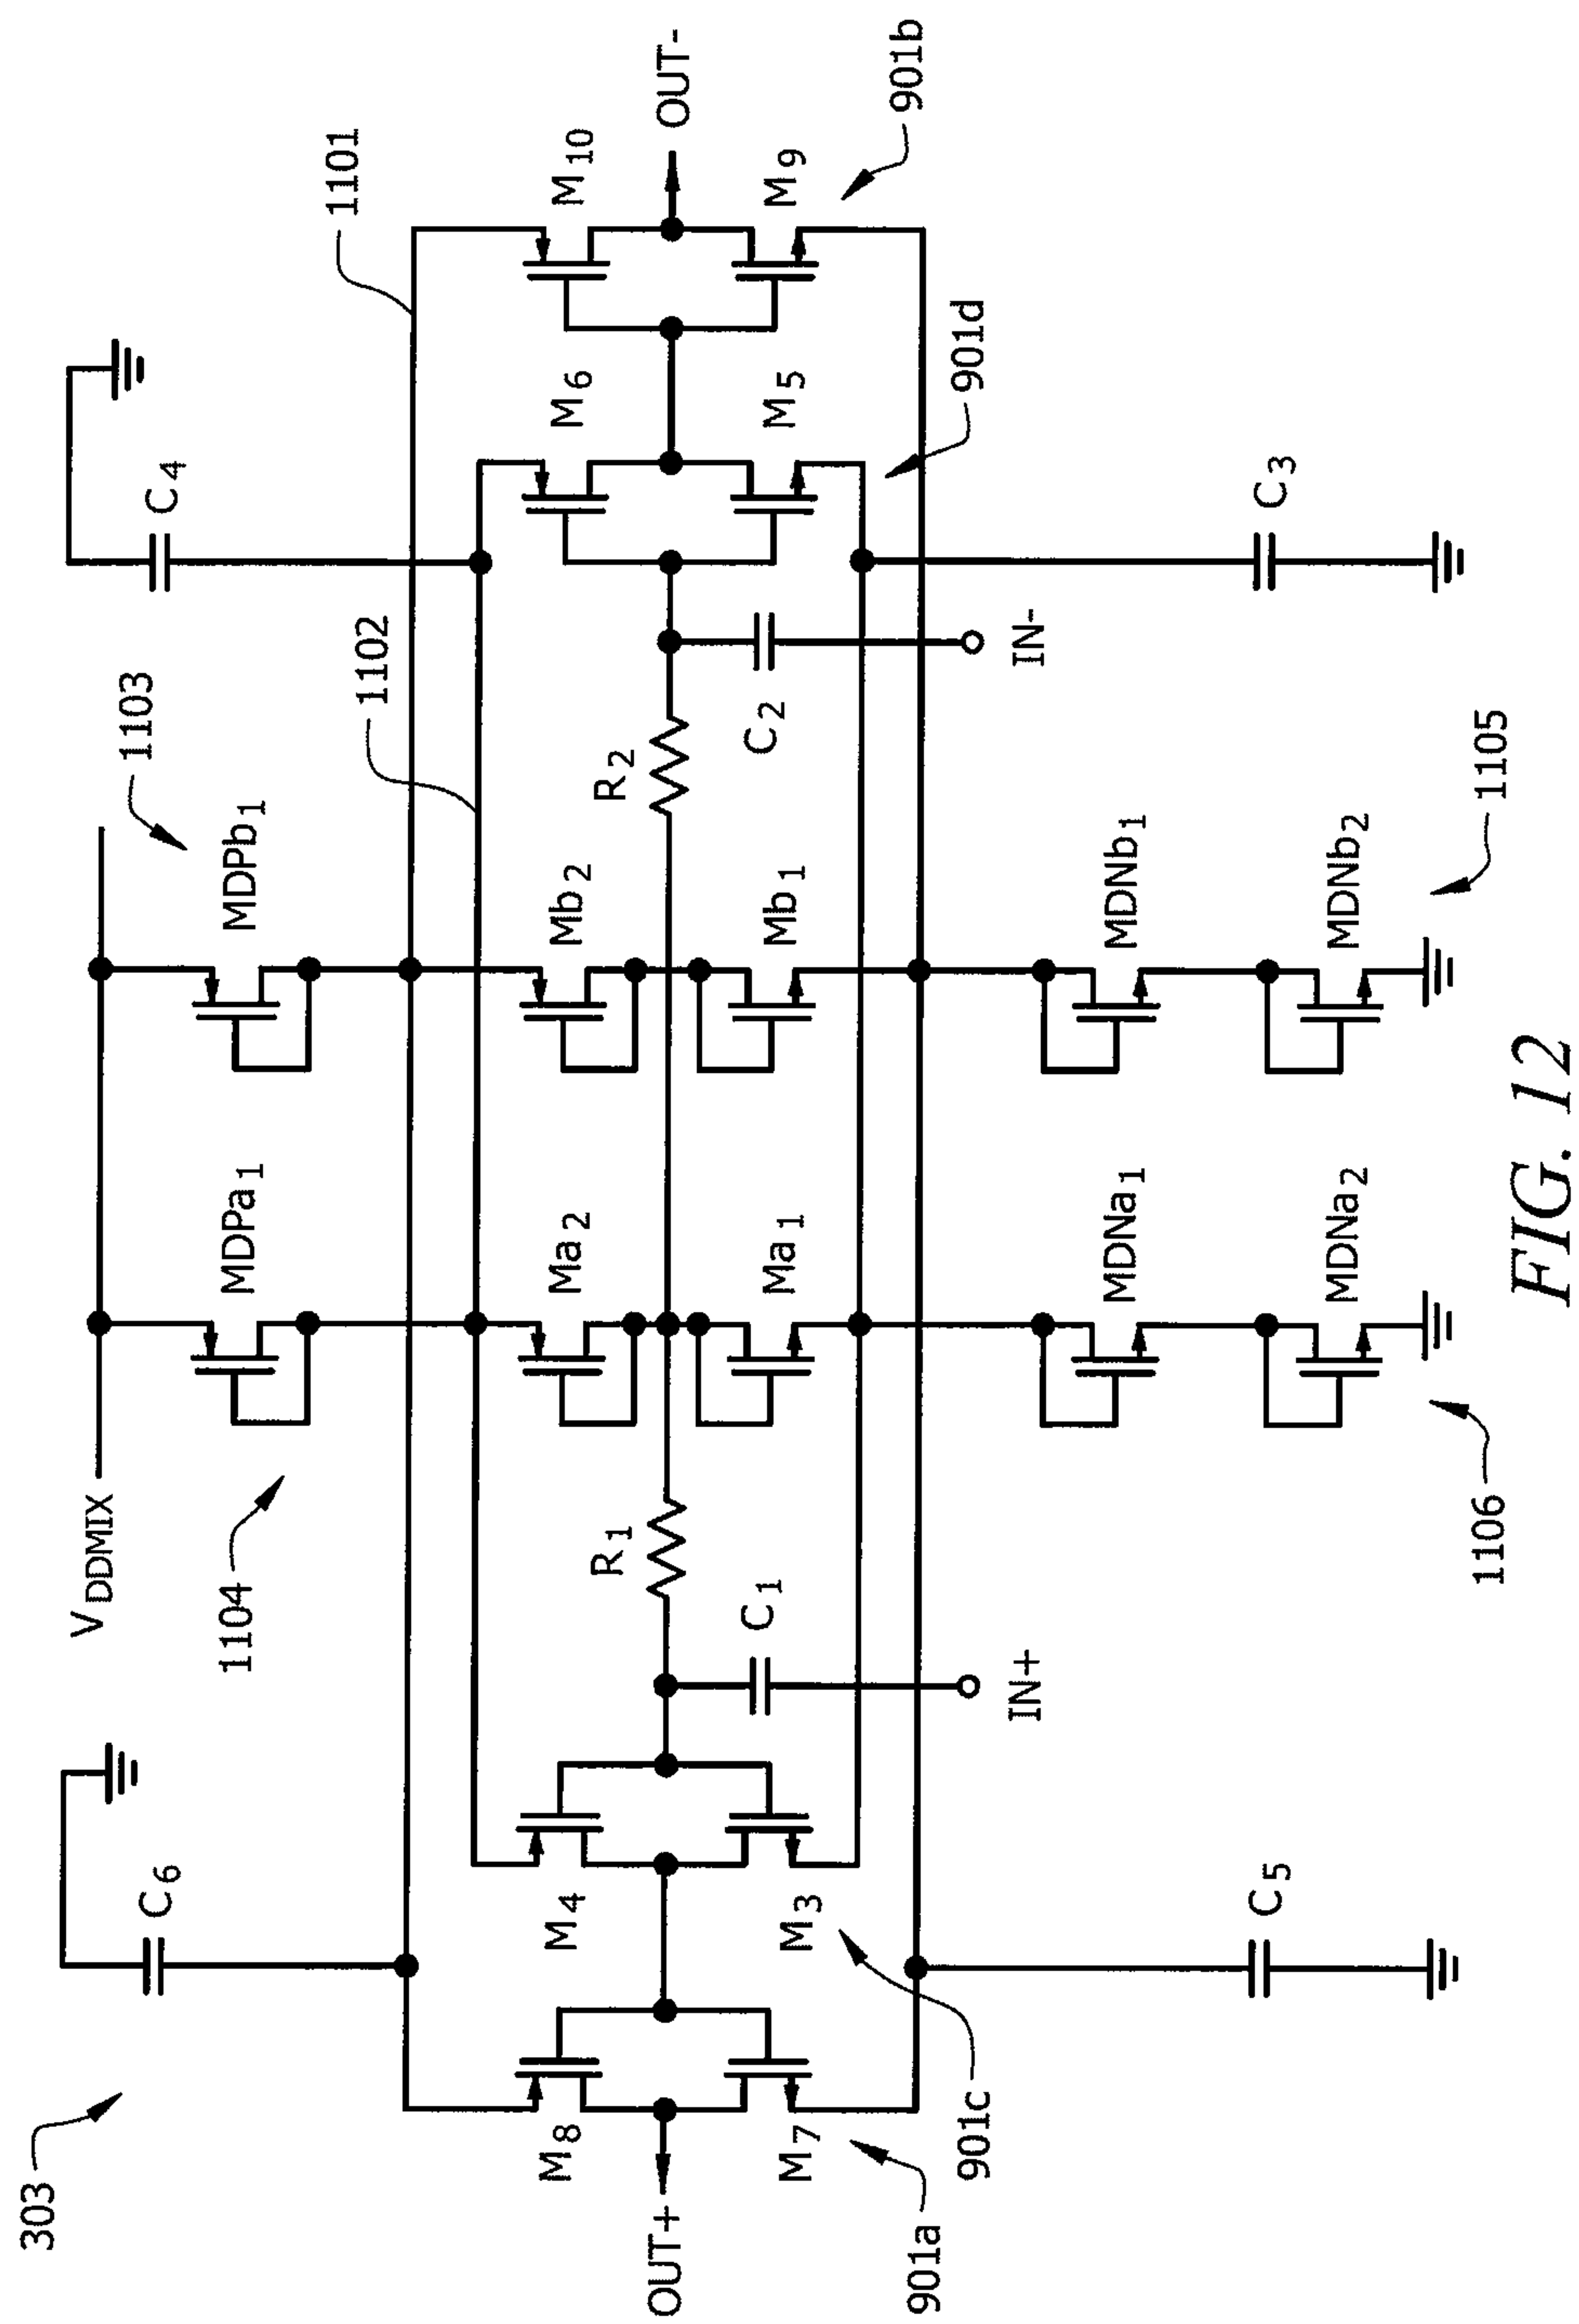 303
C6
C4
VDDMIX
1104
MDPa1
MDPb1
1103
1102
1101
OUT+
M8
M4
Ma2
Mb2
M6
M10
OUT-
R1
R2
M7
M3
C1
Ma1
Mb1
C2
M5
M9
901a
901c
IN+
IN-
901d
901b
C5
MDNa1
MDNb1
C3
1106
MDNa2
MDNb2
1105
FIG. 12